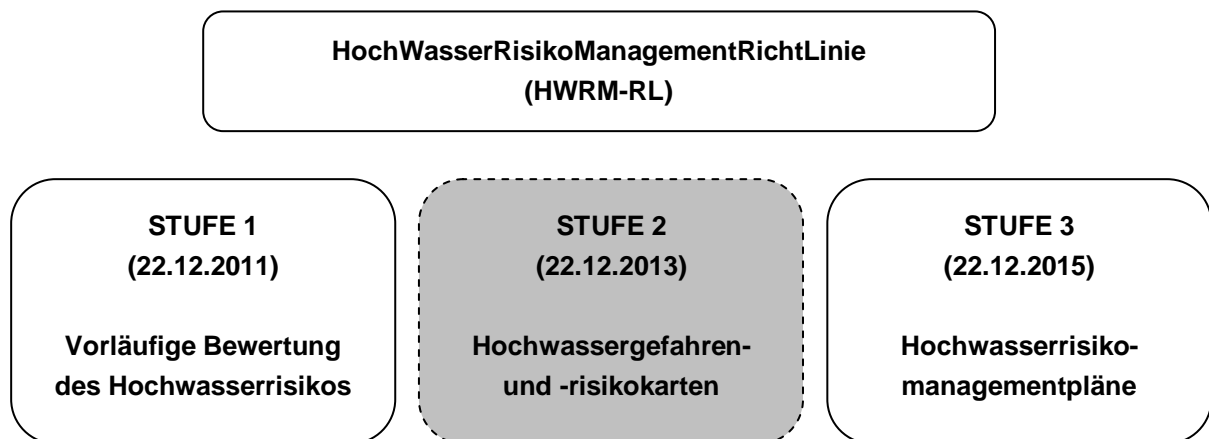 HochWasserRisikoManagementRichtLinie
(HWRM-RL)
STUFE 1
(22.12.2011)
Vorläufige Bewertung
des Hochwasserrisikos
STUFE 2
(22.12.2013)
Hochwassergefahren-
und -risikokarten
STUFE 3
(22.12.2015)
Hochwasserrisiko-
managementpläne